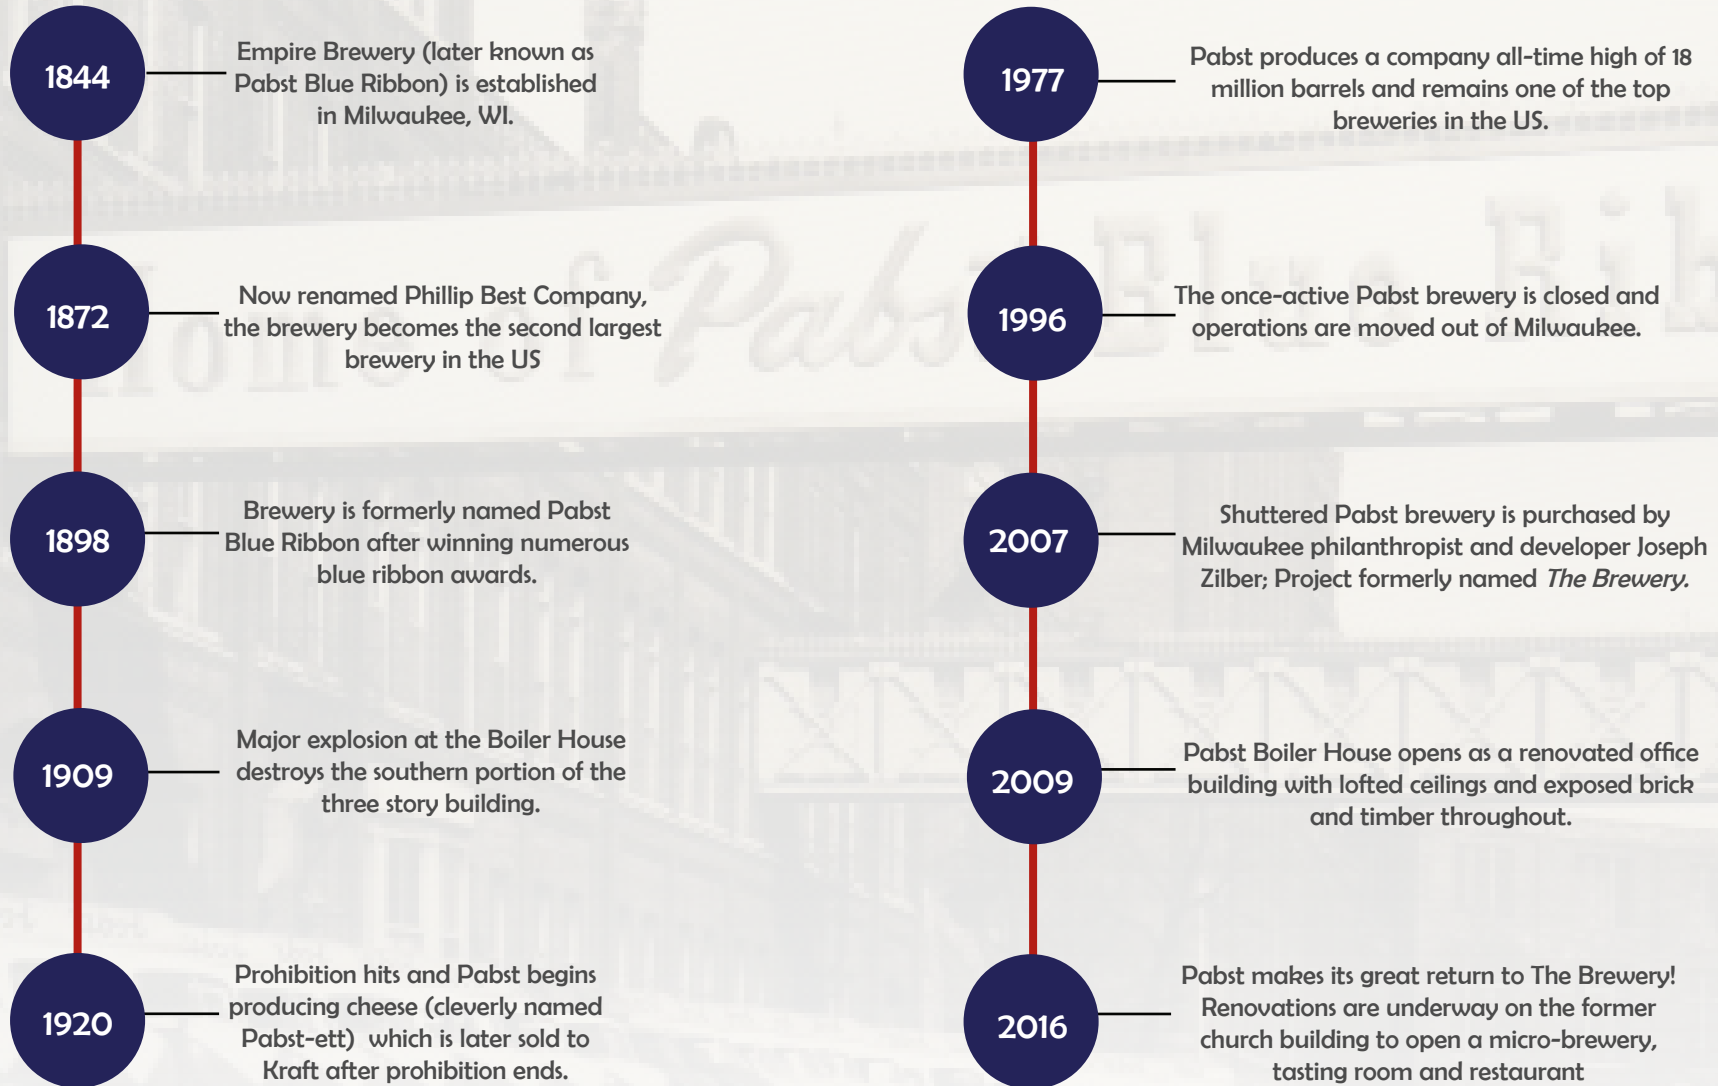 1844
Empire Brewery (later known as
Pabst Blue Ribbon) is established
in Milwaukee, WI.
1872
Now renamed Phillip Best Company,
the brewery becomes the second largest
brewery in the US
1898
Brewery is formerly named Pabst
Blue Ribbon after winning numerous
blue ribbon awards.
1909
Major explosion at the Boiler House
destroys the southern portion of the
three story building.
1920
Prohibition hits and Pabst begins
producing cheese (cleverly named
Pabst-ett) which is later sold to
Kraft after prohibition ends.
1977
Pabst produces a company all-time high of 18
million barrels and remains one of the top
breweries in the US.
1996
The once-active Pabst brewery is closed and
operations are moved out of Milwaukee.
2007
Shuttered Pabst brewery is purchased by
Milwaukee philanthropist and developer Joseph
Zilber; Project formerly named The Brewery.
2009
Pabst Boiler House opens as a renovated office
building with lofted ceilings and exposed brick
and timber throughout.
2016
Pabst makes its great return to The Brewery!
Renovations are underway on the former
church building to open a micro-brewery,
tasting room and restaurant
Home of Pabst Blue Rib